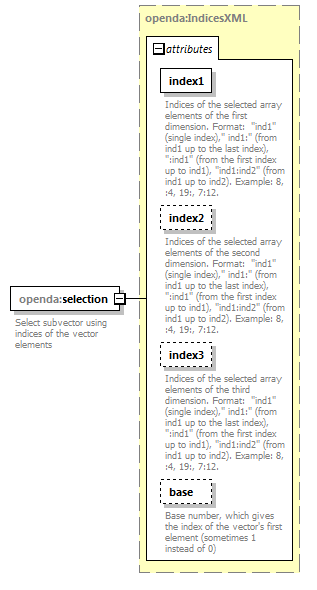 openda:IndicesXML
attributes
index1
Indices of the selected array
elements of the first
dimension. Format:  "ind1"
(single index)," ind1:" (from
ind1 up to the last index),
":ind1" (from the first index
up to ind1), "ind1:ind2" (from
ind1 up to ind2). Example: 8,
:4, 19:, 7:12.
index2
Indices of the selected array
elements of the second
dimension. Format:  "ind1"
(single index)," ind1:" (from
ind1 up to the last index),
":ind1" (from the first index
up to ind1), "ind1:ind2" (from
ind1 up to ind2). Example: 8,
:4, 19:, 7:12.
openda:selection
Select subvector using
indices of the vector
elements
index3
Indices of the selected array
elements of the third
dimension. Format:  "ind1"
(single index)," ind1:" (from
ind1 up to the last index),
":ind1" (from the first index
up to ind1), "ind1:ind2" (from
ind1 up to ind2). Example: 8,
:4, 19:, 7:12.
base
Base number, which gives
the index of the vector's first
element (sometimes 1
instead of 0)